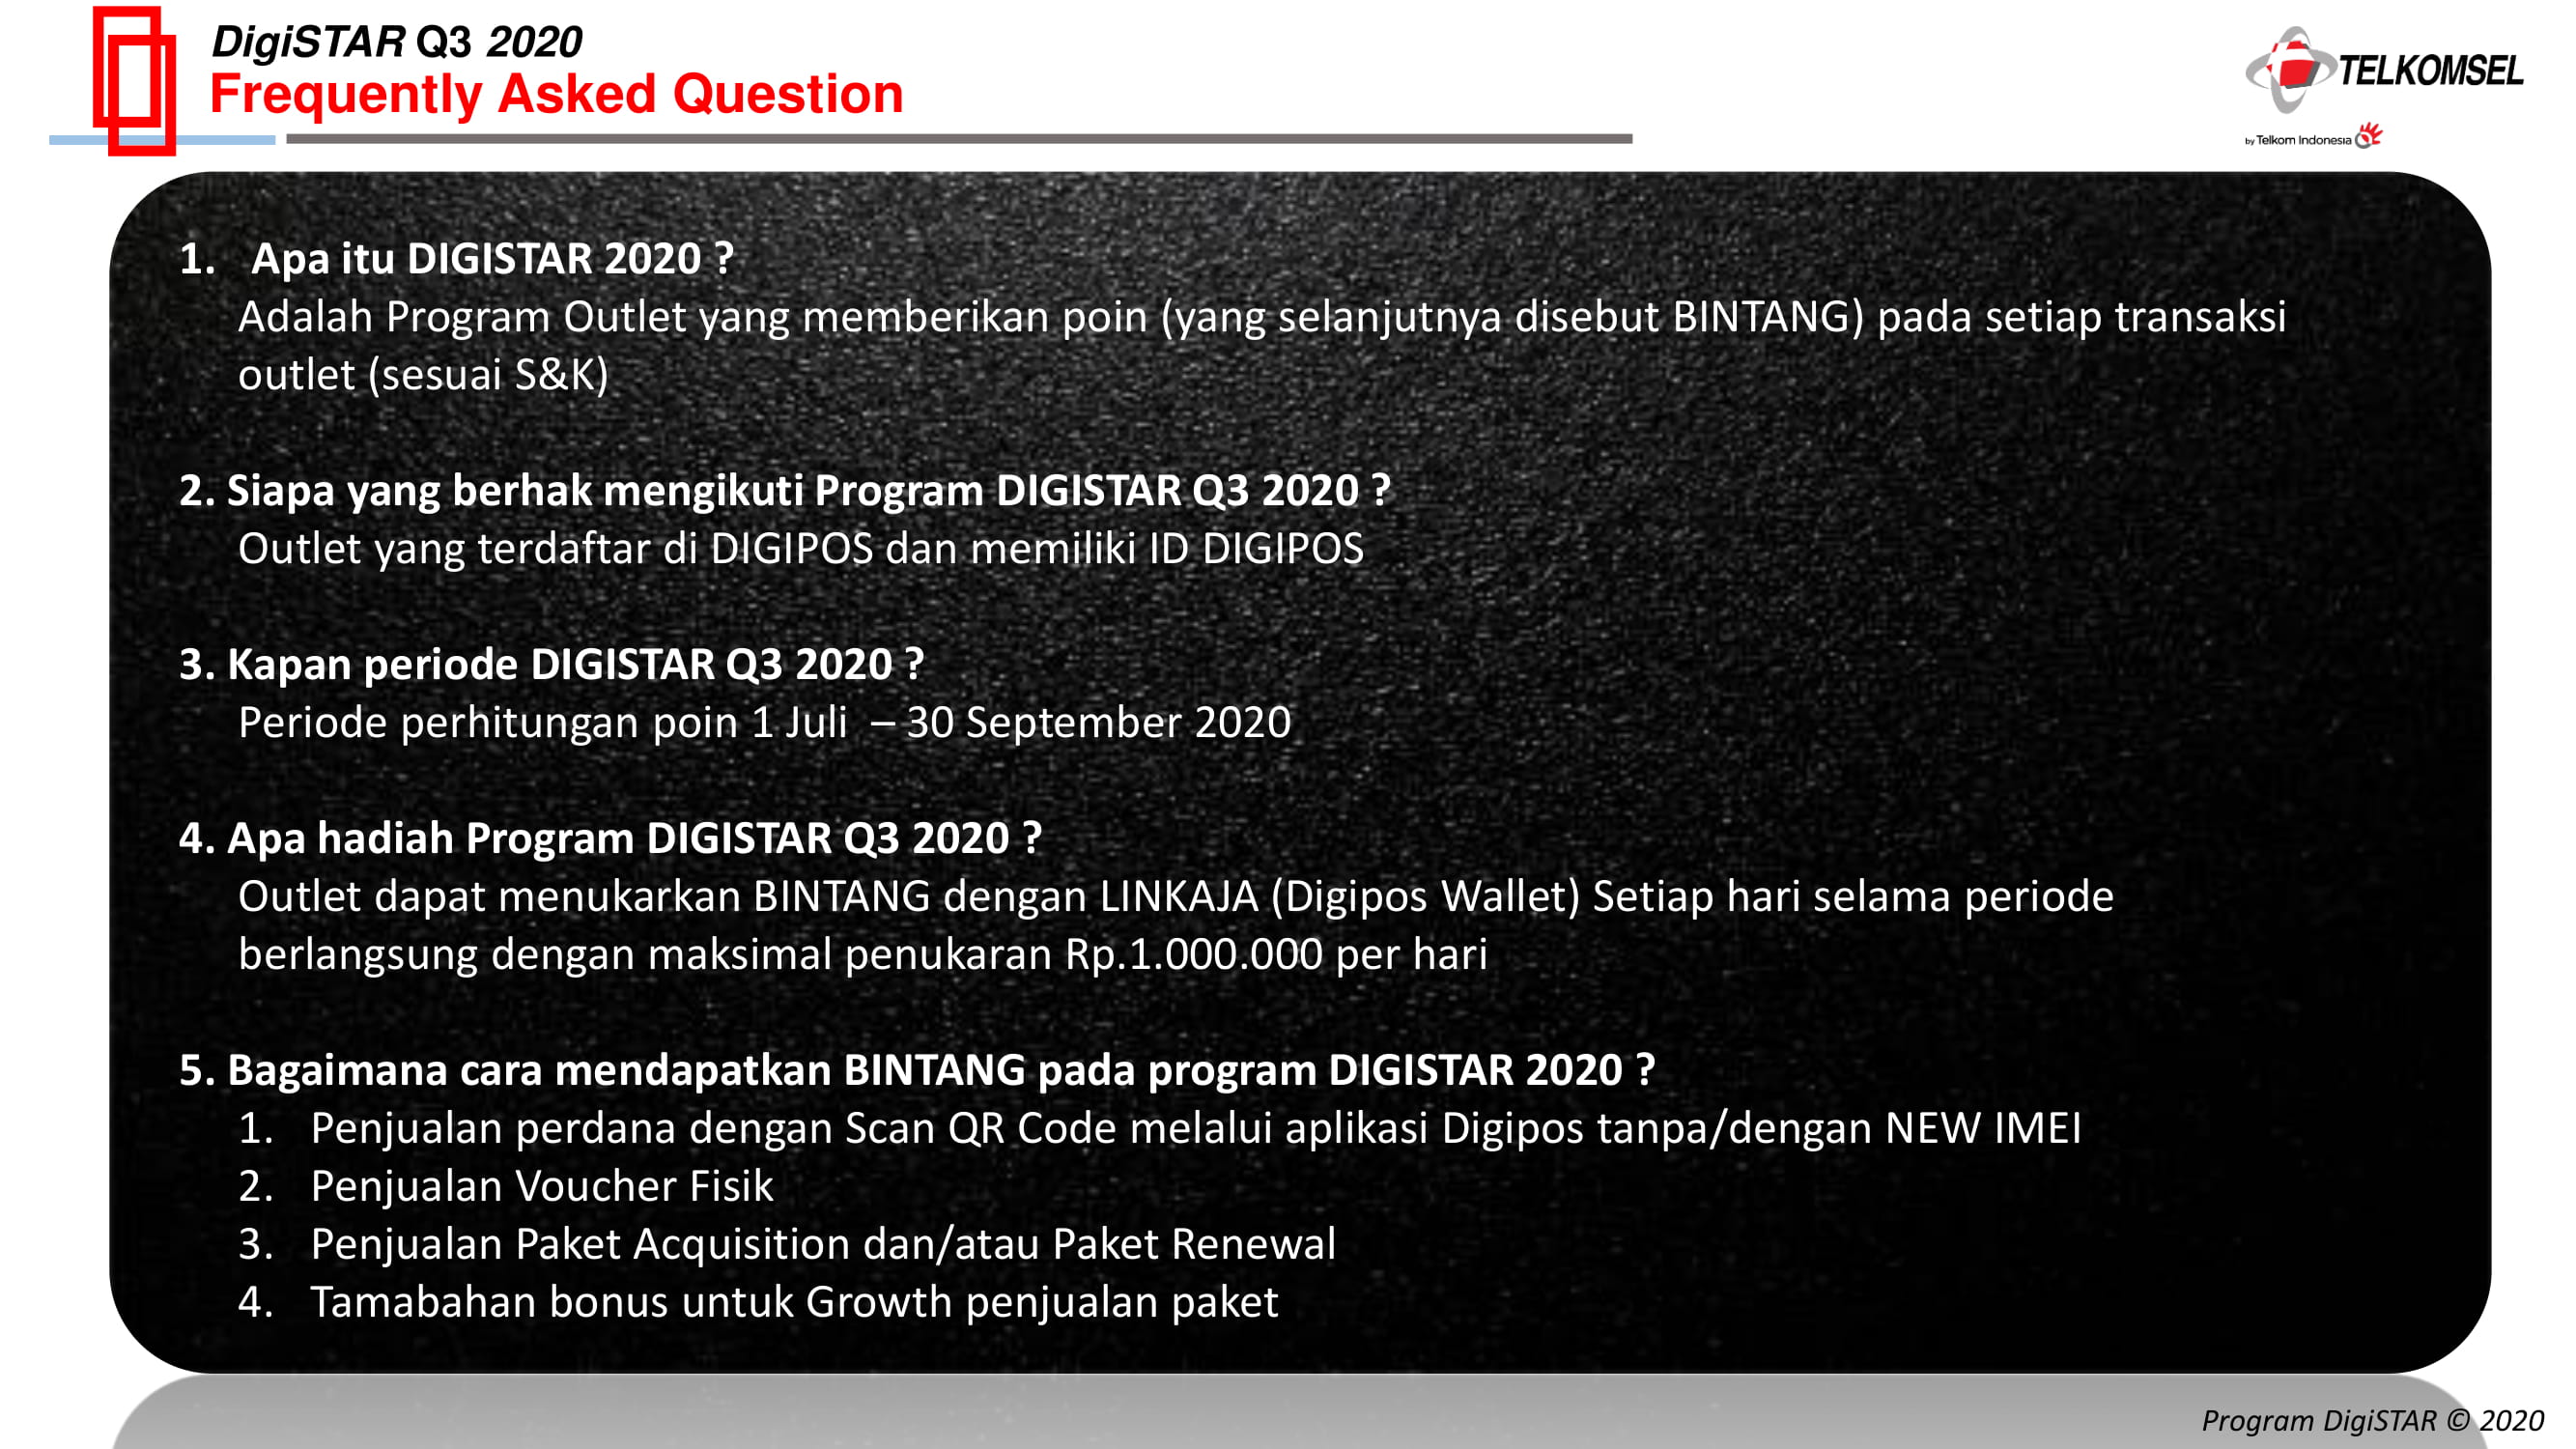 DigiSTAR Q3 2020
Frequently Asked Question
TELKOMSEL
by Telkom Indonesia
1. Apa itu DIGISTAR 2020 ?
Adalah Program Outlet yang memberikan poin (yang selanjutnya disebut BINTANG) pada setiap transaksi
outlet (sesuai S&K)
2. Siapa yang berhak mengikuti Program DIGISTAR Q3 2020 ?
Outlet yang terdaftar di DIGIPOS dan memiliki ID DIGIPOS
3. Kapan periode DIGISTAR Q3 2020 ?
Periode perhitungan poin 1 Juli – 30 September 2020
4. Apa hadiah Program DIGISTAR Q3 2020 ?
Outlet dapat menukarkan BINTANG dengan LINKAJA (Digipos Wallet) Setiap hari selama periode
berlangsung dengan maksimal penukaran Rp.1.000.000 per hari
5. Bagaimana cara mendapatkan BINTANG pada program DIGISTAR 2020 ?
1. Penjualan perdana dengan Scan QR Code melalui aplikasi Digipos tanpa/dengan NEW IMEI
2. Penjualan Voucher Fisik
3. Penjualan Paket Acquisition dan/atau Paket Renewal
4. Tamabahan bonus untuk Growth penjualan paket
Program DigiSTAR © 2020